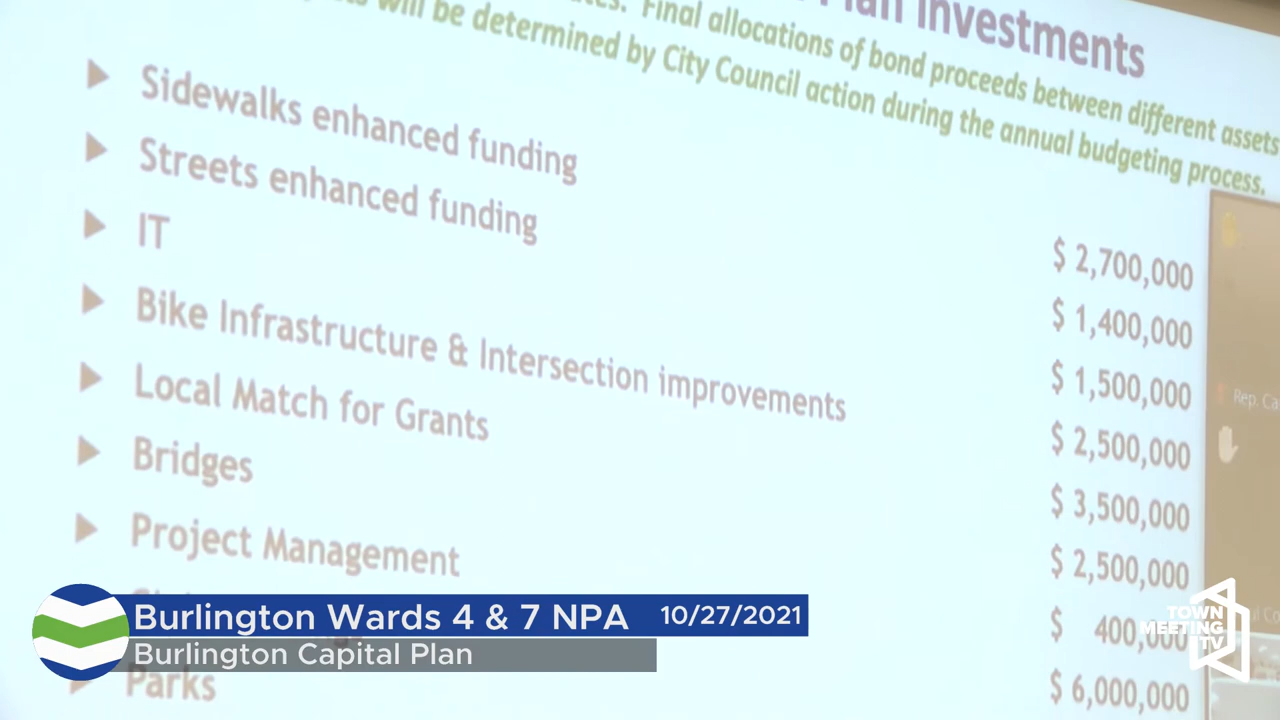 Plan Investments
Final allocations of bond proceeds between different assets
will be determined by City Council action during the annual budgeting process.
Sidewalks enhanced funding
$ 2,700,000
Streets enhanced funding
$ 1,400,000
IT
$ 1,500,000
Bike Infrastructure & Intersection improvements
$ 2,500,000
Local Match for Grants
$ 3,500,000
Bridges
$ 2,500,000
Project Management
$ 400,000
$ 6,000,000
Parks
Rep. Ca
Burlington Wards 4 & 7 NPA 10/27/2021
Burlington Capital Plan
TOWN
MEETING
TV